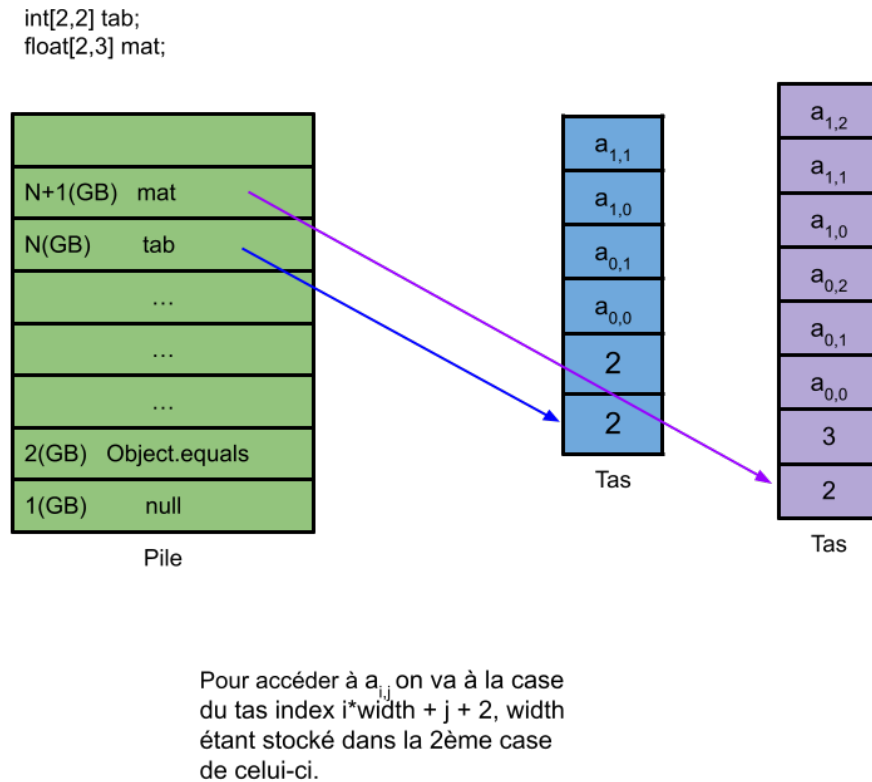 int[2,2] tab;
float[2,3] mat;
N+1(GB) mat
N(GB) tab
...
...
...
2(GB) Object.equals
1(GB) null
Pile
a1,1
a1,0
a0,1
a0,0
2
2
Tas
a1,2
a1,1
a1,0
a0,2
a0,1
a0,0
3
2
Tas
Pour accéder à ai,j on va à la case
du tas index i*width + j + 2, width
étant stocké dans la 2ème case
de celui-ci.